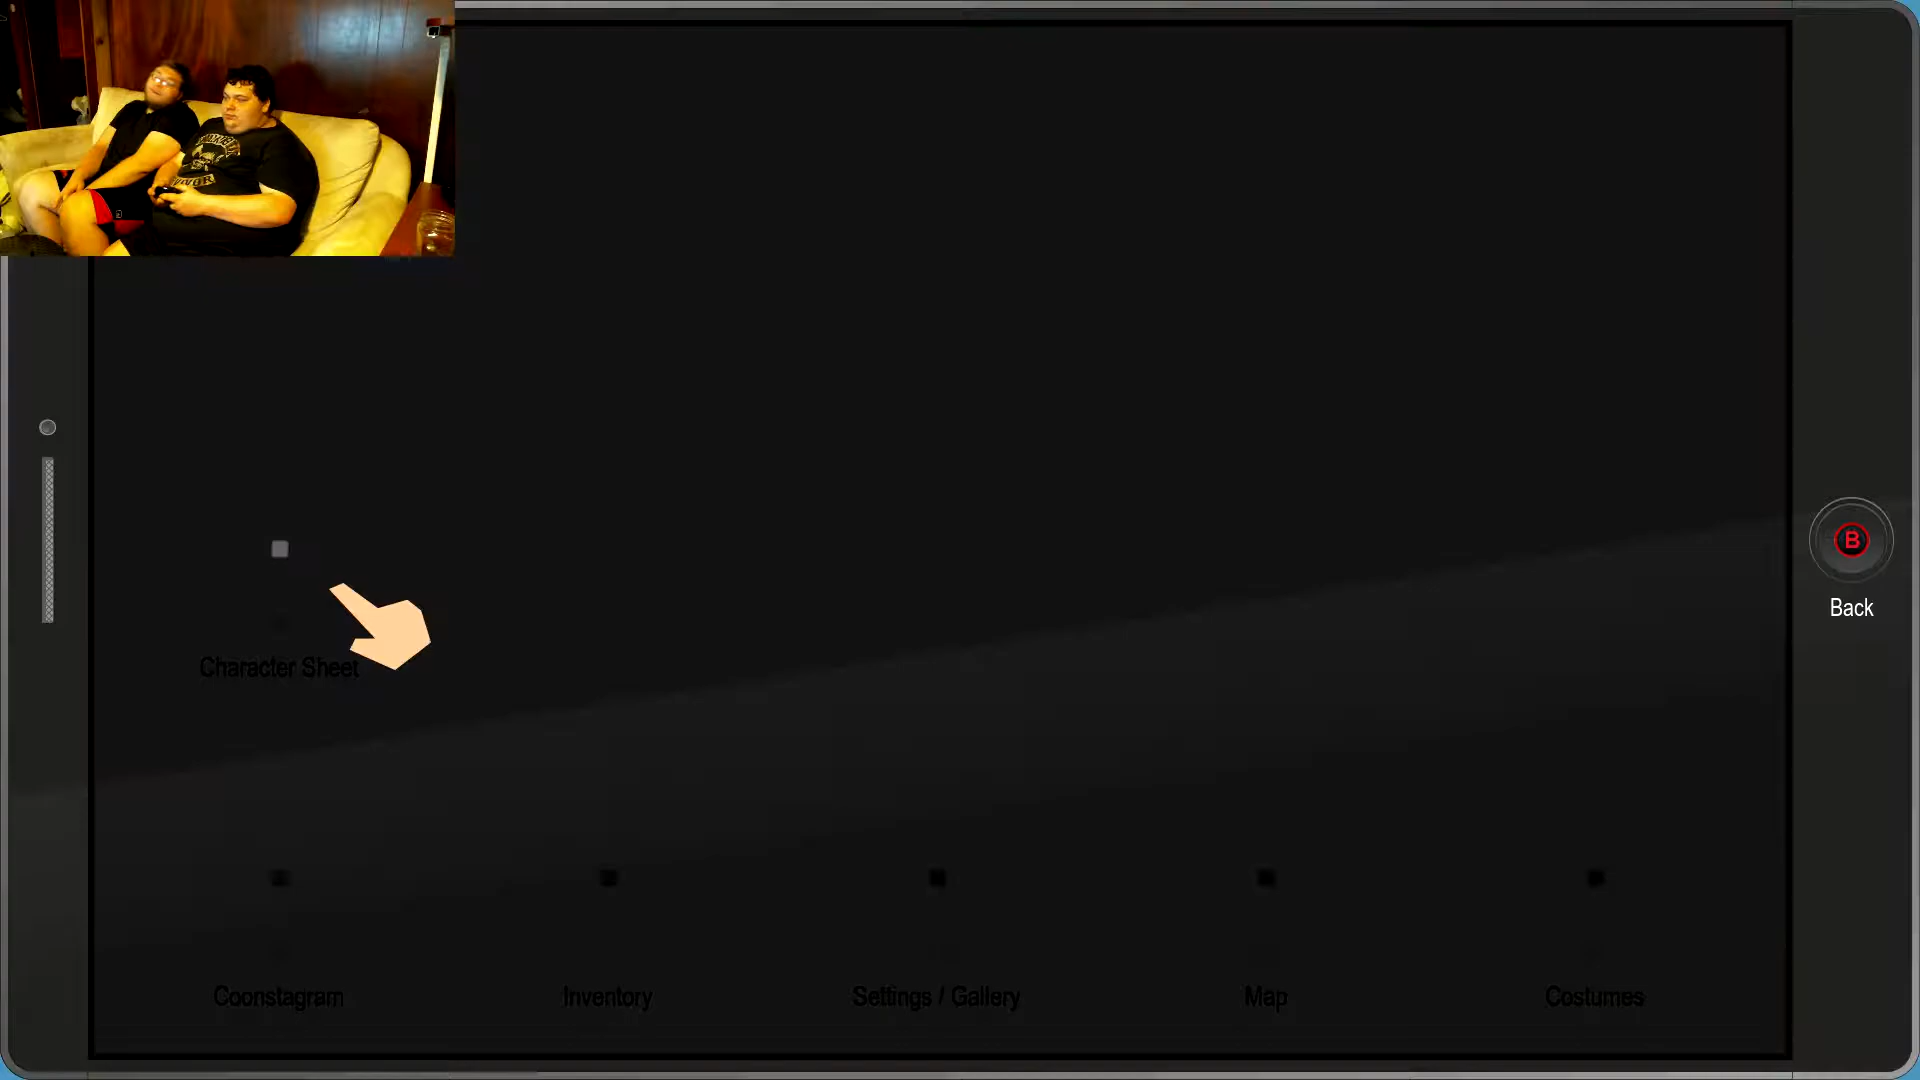 B
Back
Character Sheet
Coonstagram
Inventory
Settings / Gallery
Map
Costumes